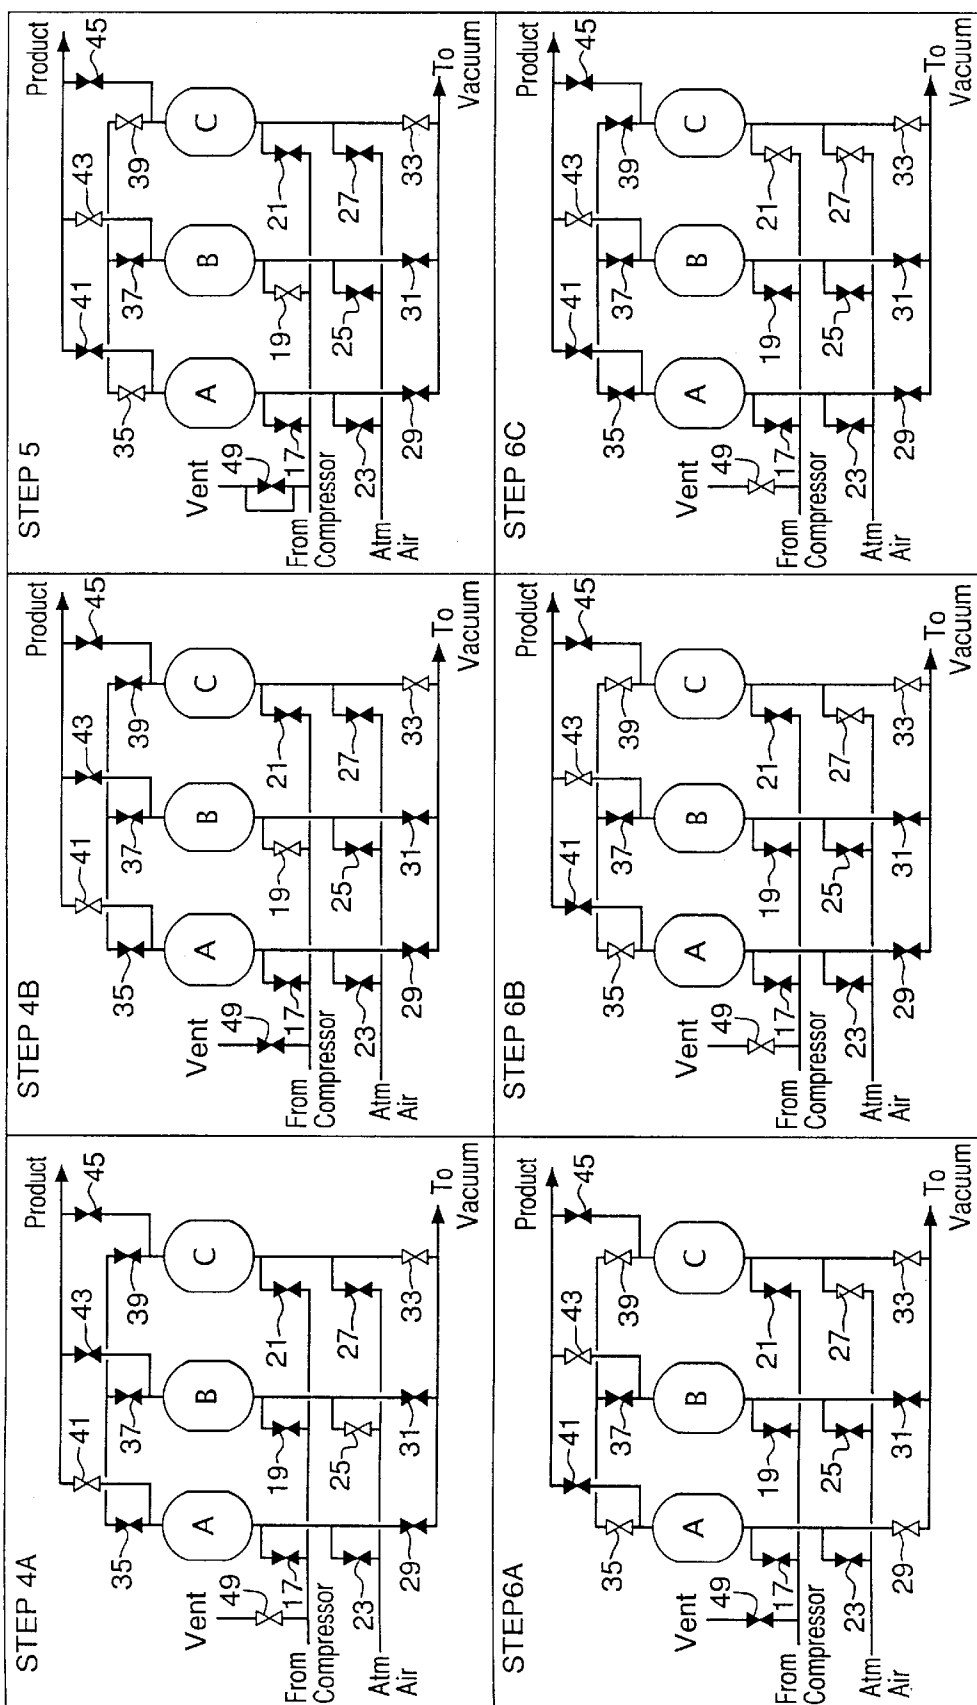 STEP 4A
Product
45
43
41
39
37
35
C
B
A
Vent
49
21
19
17
From
Compressor
27
25
23
Atm
Air
33
31
29
To
Vacuum
STEP 4B
Product
45
43
41
39
37
35
C
B
A
Vent
49
21
19
17
From
Compressor
27
25
23
Atm
Air
33
31
29
To
Vacuum
STEP 5
Product
45
43
41
39
37
35
C
B
A
Vent
49
21
19
17
From
Compressor
27
25
23
Atm
Air
33
31
29
To
Vacuum
STEP6A
Product
45
43
41
39
37
35
C
B
A
Vent
49
21
19
17
From
Compressor
27
25
23
Atm
Air
33
31
29
To
Vacuum
STEP 6B
Product
45
43
41
39
37
35
C
B
A
Vent
49
21
19
17
From
Compressor
27
25
23
Atm
Air
33
31
29
To
Vacuum
STEP 6C
Product
45
43
41
39
37
35
C
B
A
Vent
49
21
19
17
From
Compressor
27
25
23
Atm
Air
33
31
29
To
Vacuum